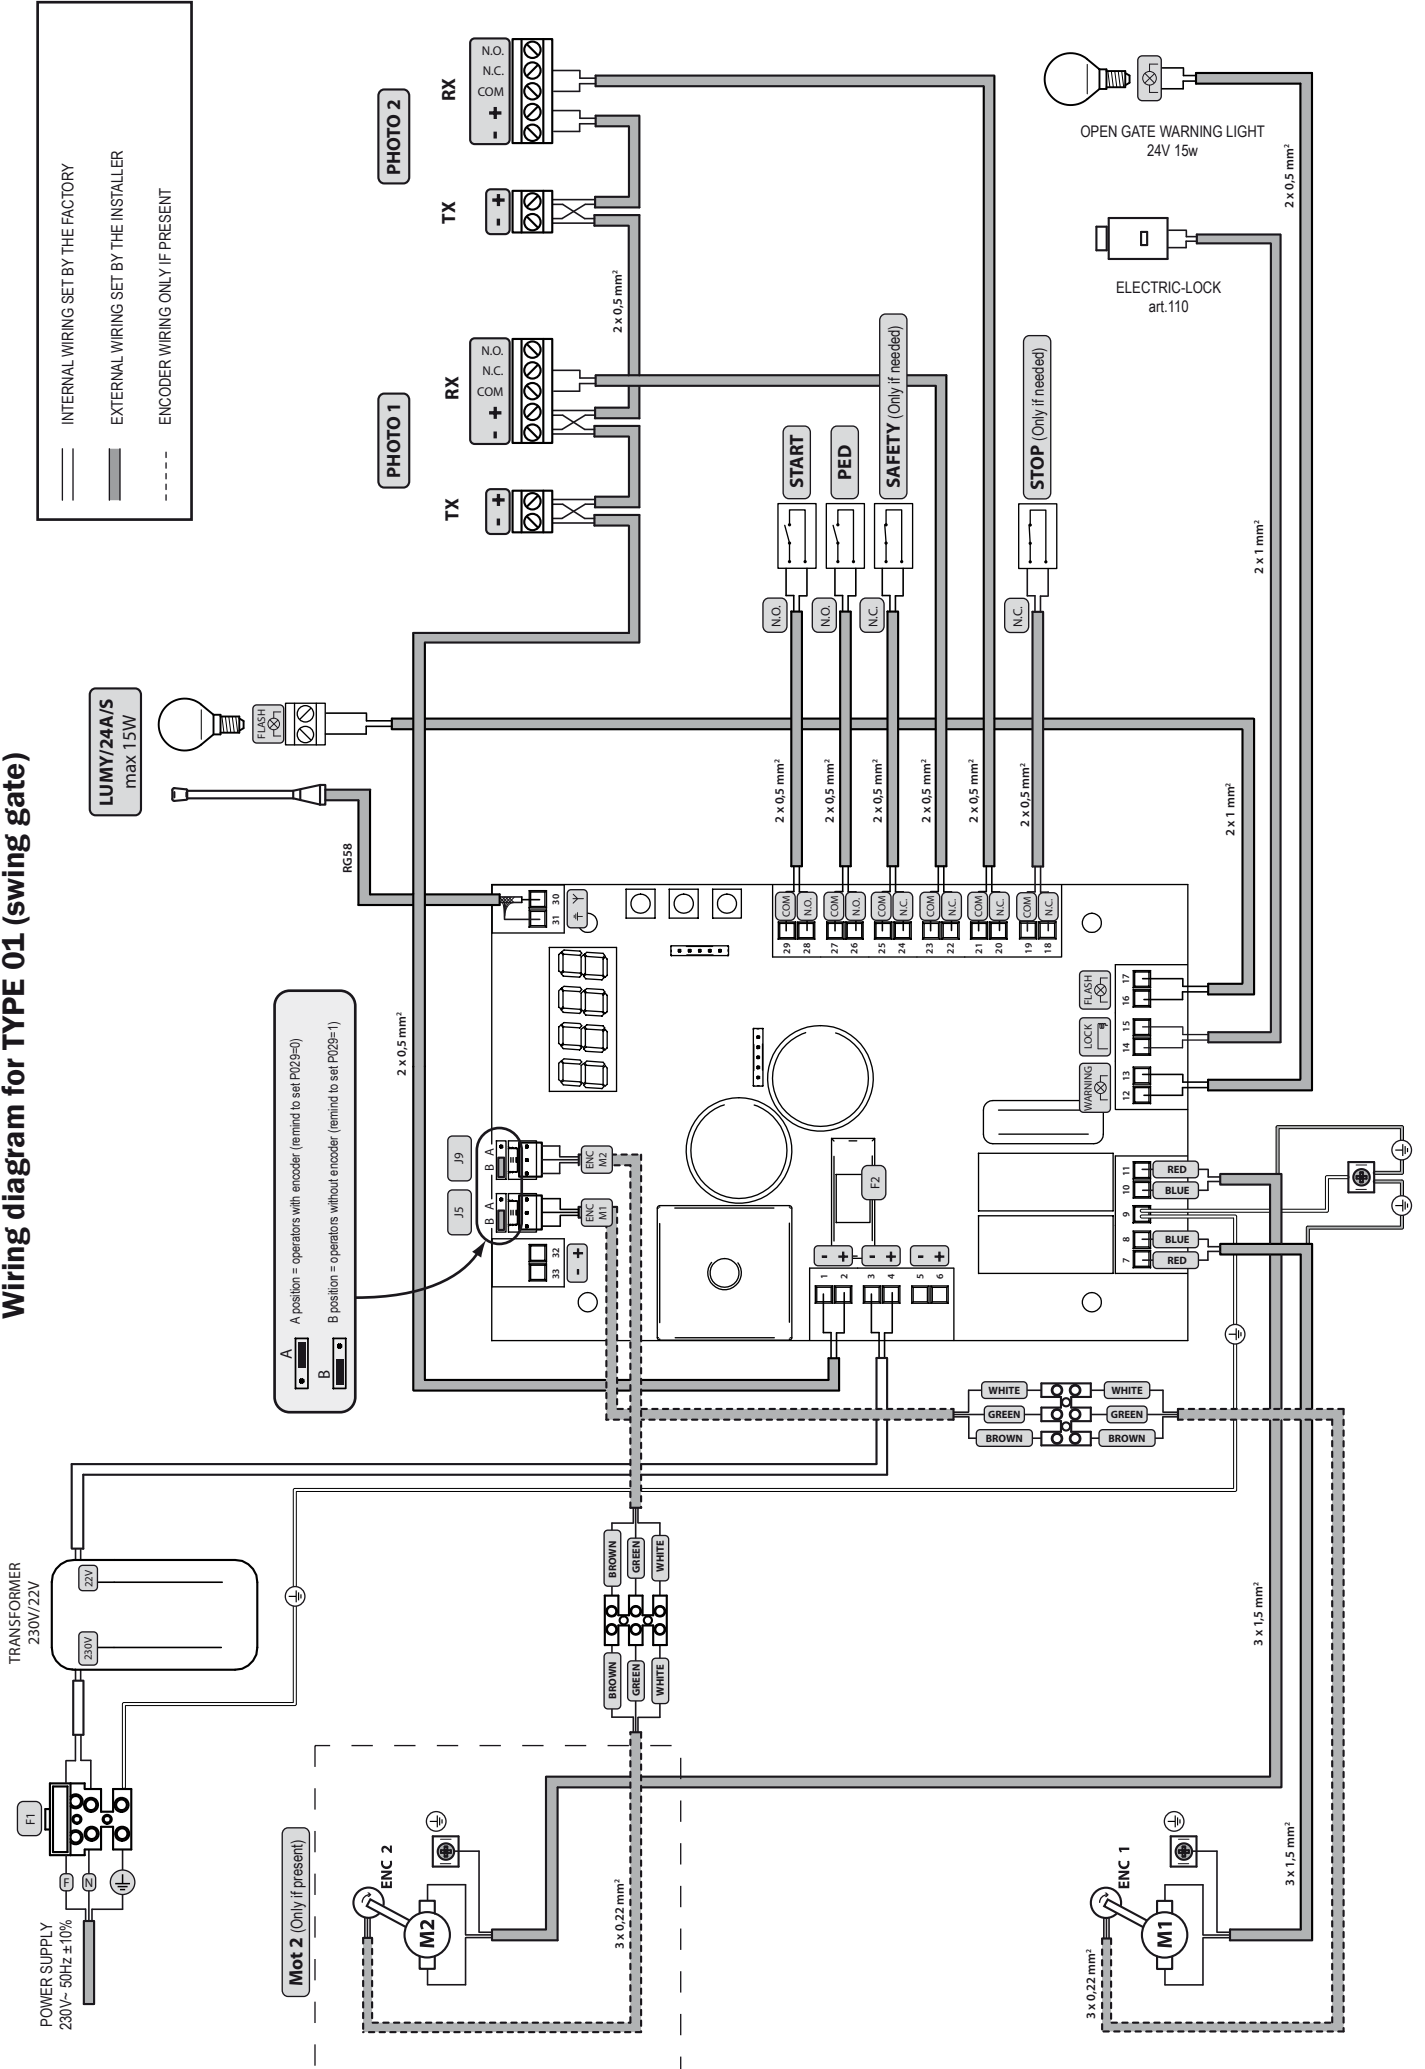 Wiring diagram for TYPE 01 (swing gate)
INTERNAL WIRING SET BY THE FACTORY
EXTERNAL WIRING SET BY THE INSTALLER
ENCODER WIRING ONLY IF PRESENT
POWER SUPPLY
230V~ 50Hz ±10%
F
N
F1
TRANSFORMER
230V/22V
230V
22V
A
A position = operators with encoder (remind to set P029=0)
B
B position = operators without encoder (remind to set P029=1)
LUMY/24A/S
max 15W
FLASH
RG58
PHOTO 1
TX
- +
RX
- + COM N.C. N.O.
PHOTO 2
TX
- +
RX
- + COM N.C. N.O.
2 x 0,5 mm²
2 x 0,5 mm²
J5
J9
B A
B A
ENC
M1
ENC
M2
33 32
- +
31 30
Mot 2 (Only if present)
ENC 2
M2
3 x 0,22 mm²
BROWN
GREEN
WHITE
BROWN
GREEN
WHITE
1
2
3
4
5
6
- +
- +
- +
F2
29 COM
28 N.O.
27 COM
26 N.O.
25 COM
24 N.C.
23 COM
22 N.C.
21 COM
20 N.C.
19 COM
18 N.C.
2 x 0,5 mm²
2 x 0,5 mm²
2 x 0,5 mm²
2 x 0,5 mm²
2 x 0,5 mm²
2 x 0,5 mm²
N.O.
START
N.O.
PED
N.C.
SAFETY (Only if needed)
N.C.
STOP (Only if needed)
OPEN GATE WARNING LIGHT
24V 15w
ELECTRIC-LOCK
art.110
WHITE
GREEN
BROWN
WHITE
GREEN
BROWN
7 8 9 10 11
RED
BLUE
BLUE
RED
WARNING
LOCK
FLASH
12 13 14 15 16 17
2 x 1 mm²
2 x 1 mm²
2 x 0,5 mm²
3 x 1,5 mm²
3 x 1,5 mm²
ENC 1
M1
3 x 0,22 mm²